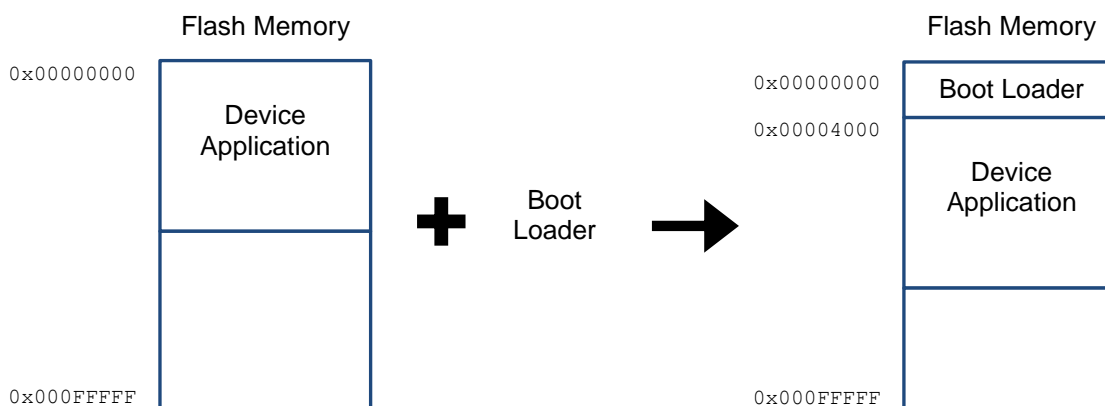 Flash Memory
0x00000000
Device
Application
0x000FFFFF
Boot
Loader
Flash Memory
0x00000000
Boot Loader
0x00004000
Device
Application
0x000FFFFF